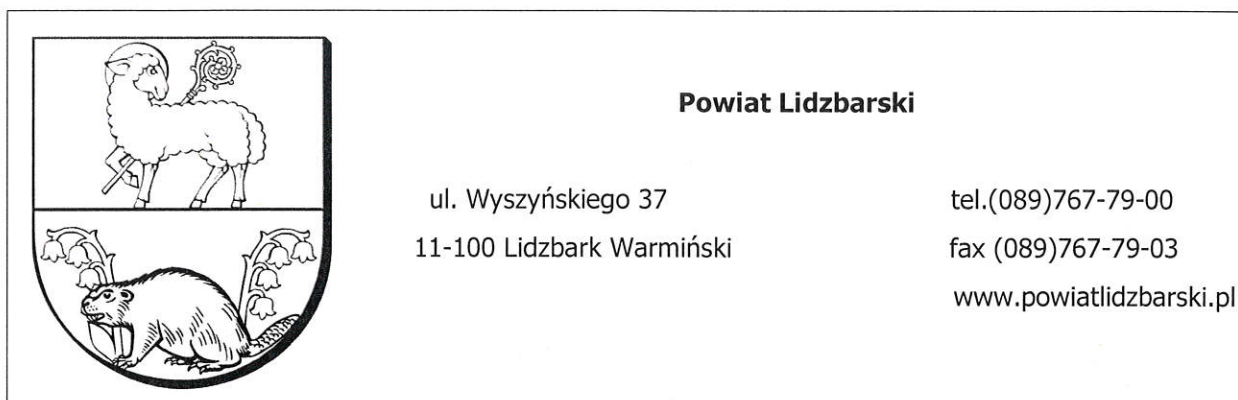 Powiat Lidzbarski
ul. Wyszyńskiego 37
tel.(089)767-79-00
11-100 Lidzbark Warmiński
fax (089)767-79-03
www.powiatlidzbarski.pl